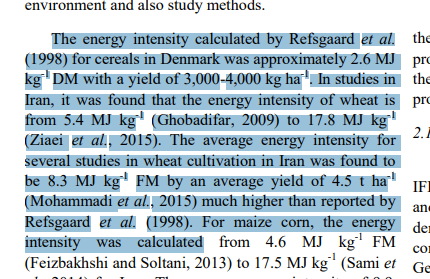 environment and also study methods.
The energy intensity calculated by Refsgaard et al. the
(1998) for cereals in Denmark was approximately 2.6 MJ pro
kg⁻¹ DM with a yield of 3,000-4,000 kg ha⁻¹. In studies in the
Iran, it was found that the energy intensity of wheat is pro
from 5.4 MJ kg⁻¹ (Ghobadifar, 2009) to 17.8 MJ kg⁻¹
(Ziaei et al., 2015). The average energy intensity for 2.
several studies in wheat cultivation in Iran was found to
be 8.3 MJ kg⁻¹ FM by an average yield of 4.5 t ha⁻¹
(Mohammadi et al., 2015) much higher than reported by IFI
Refsgaard et al. (1998). For maize corn, the energy and
intensity was calculated from 4.6 MJ kg⁻¹ FM der
(Feizbakhshi and Soltani, 2013) to 17.5 MJ kg⁻¹ (Sami et con
Ge